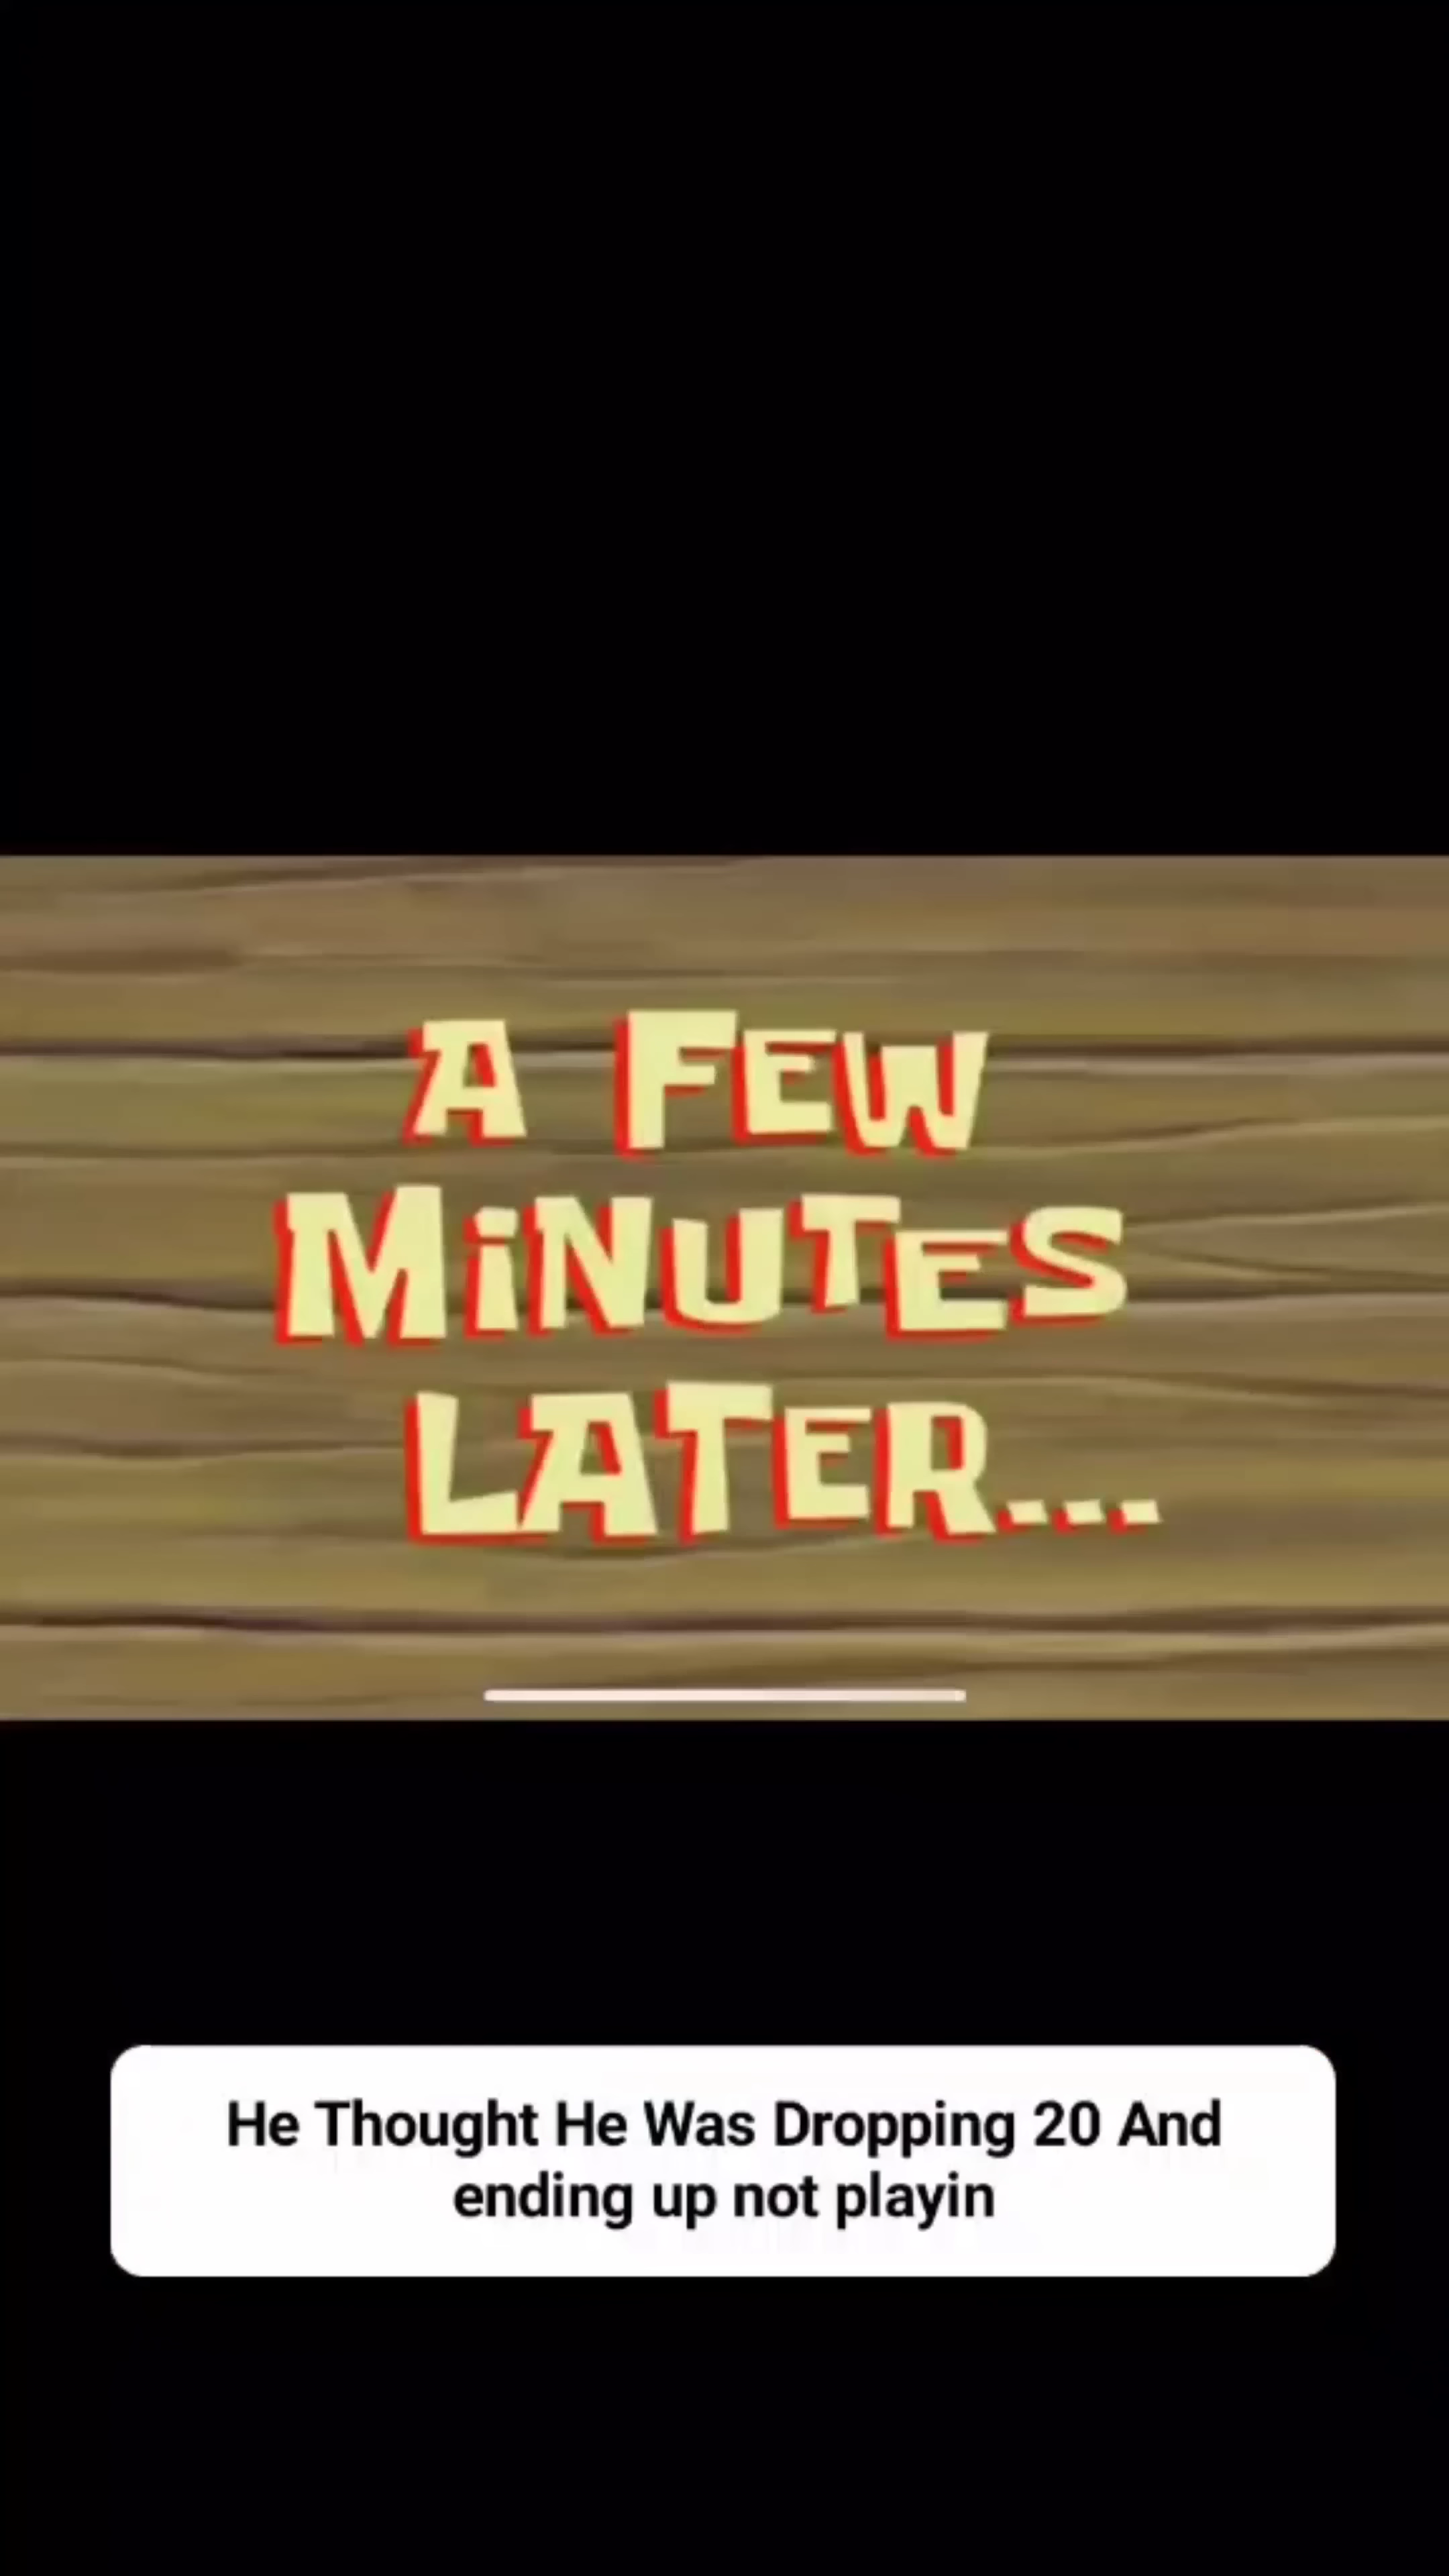 A FEW
MiNUTES
LATER...
He Thought He Was Dropping 20 And
ending up not playin